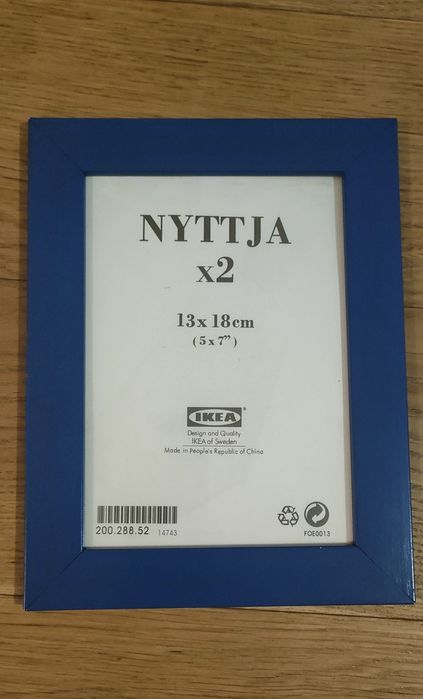 NYTTJA
x2
13x18cm
(5x7”)
IKEA
Design and Quality
IKEA of Sweden
Made in People's Republic of China
200.288.52 14743
FOE0013